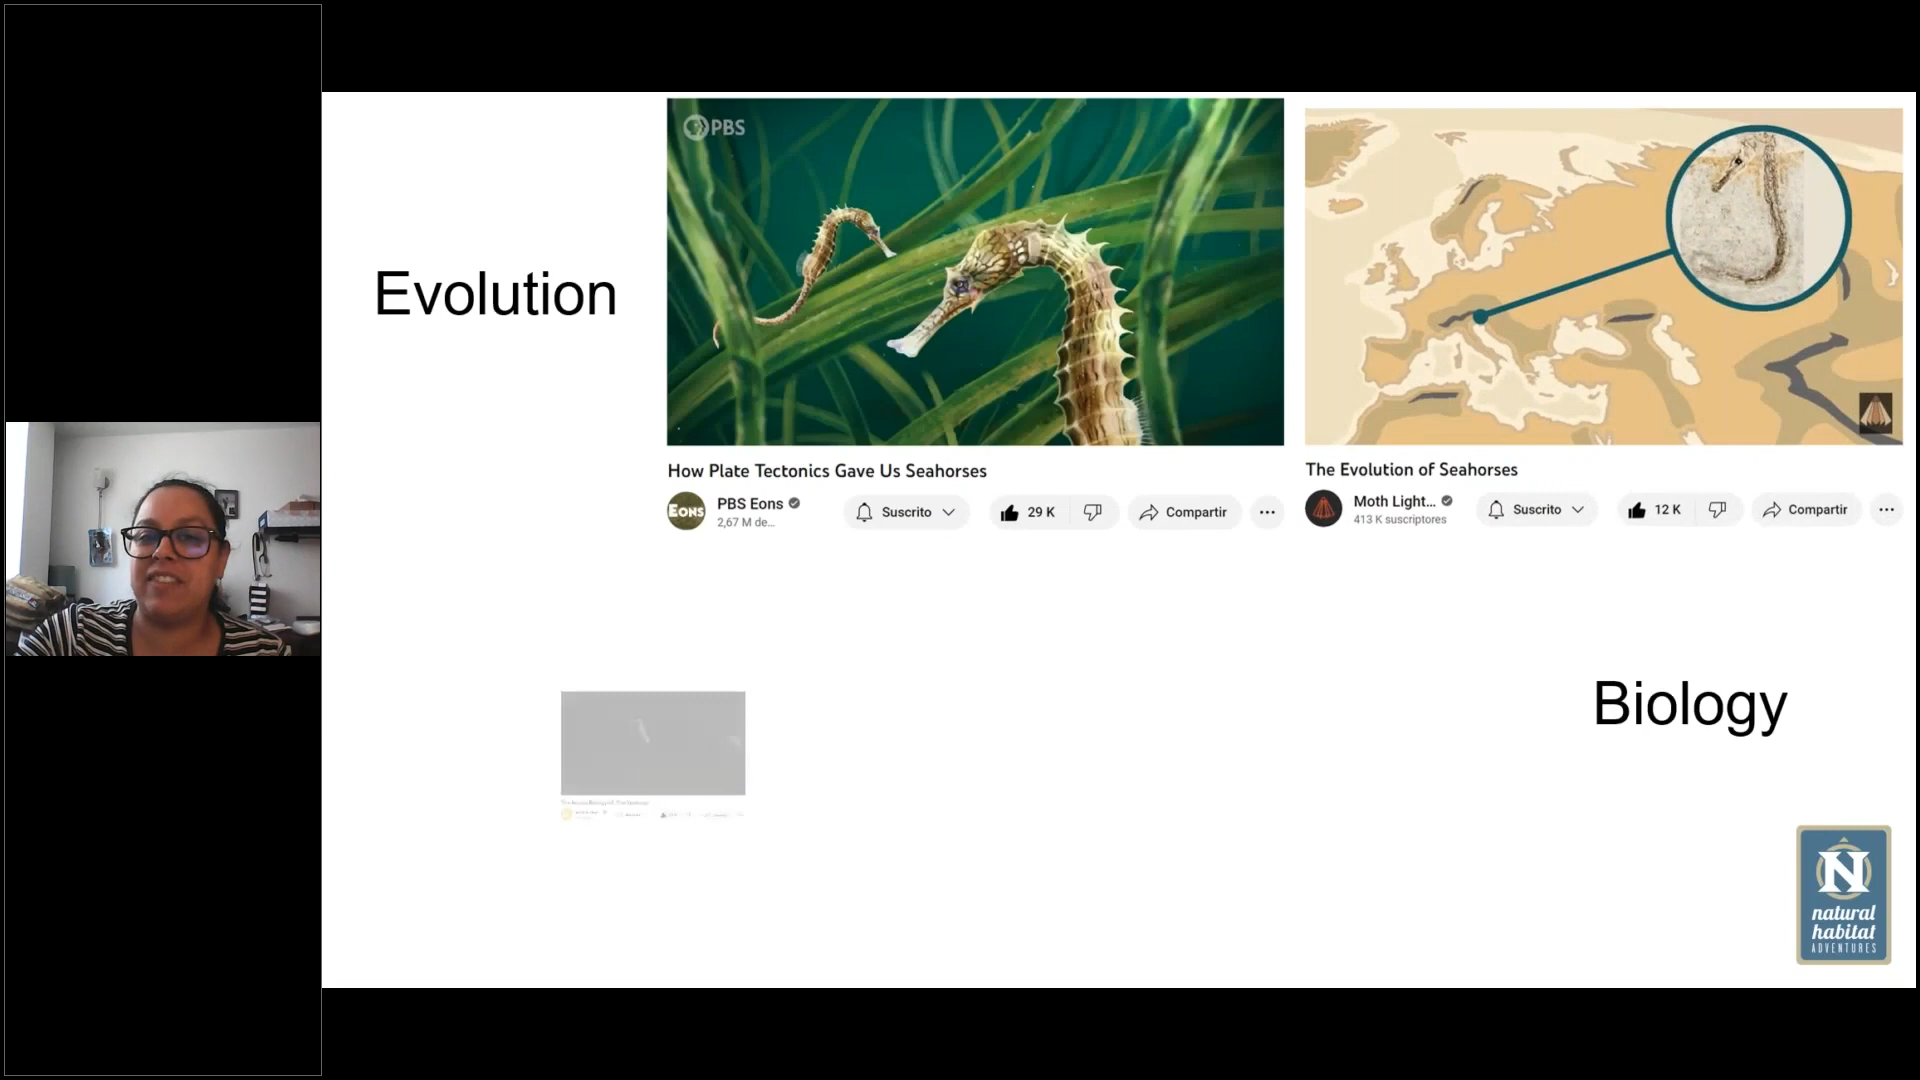 PBS
Evolution
How Plate Tectonics Gave Us Seahorses
EONS
PBS Eons
2,67 M de...
Suscrito
29 K
Compartir
The Evolution of Seahorses
Moth Light...
413 K suscriptores
Suscrito
12 K
Compartir
Biology
N
natural
habitat
ADVENTURES